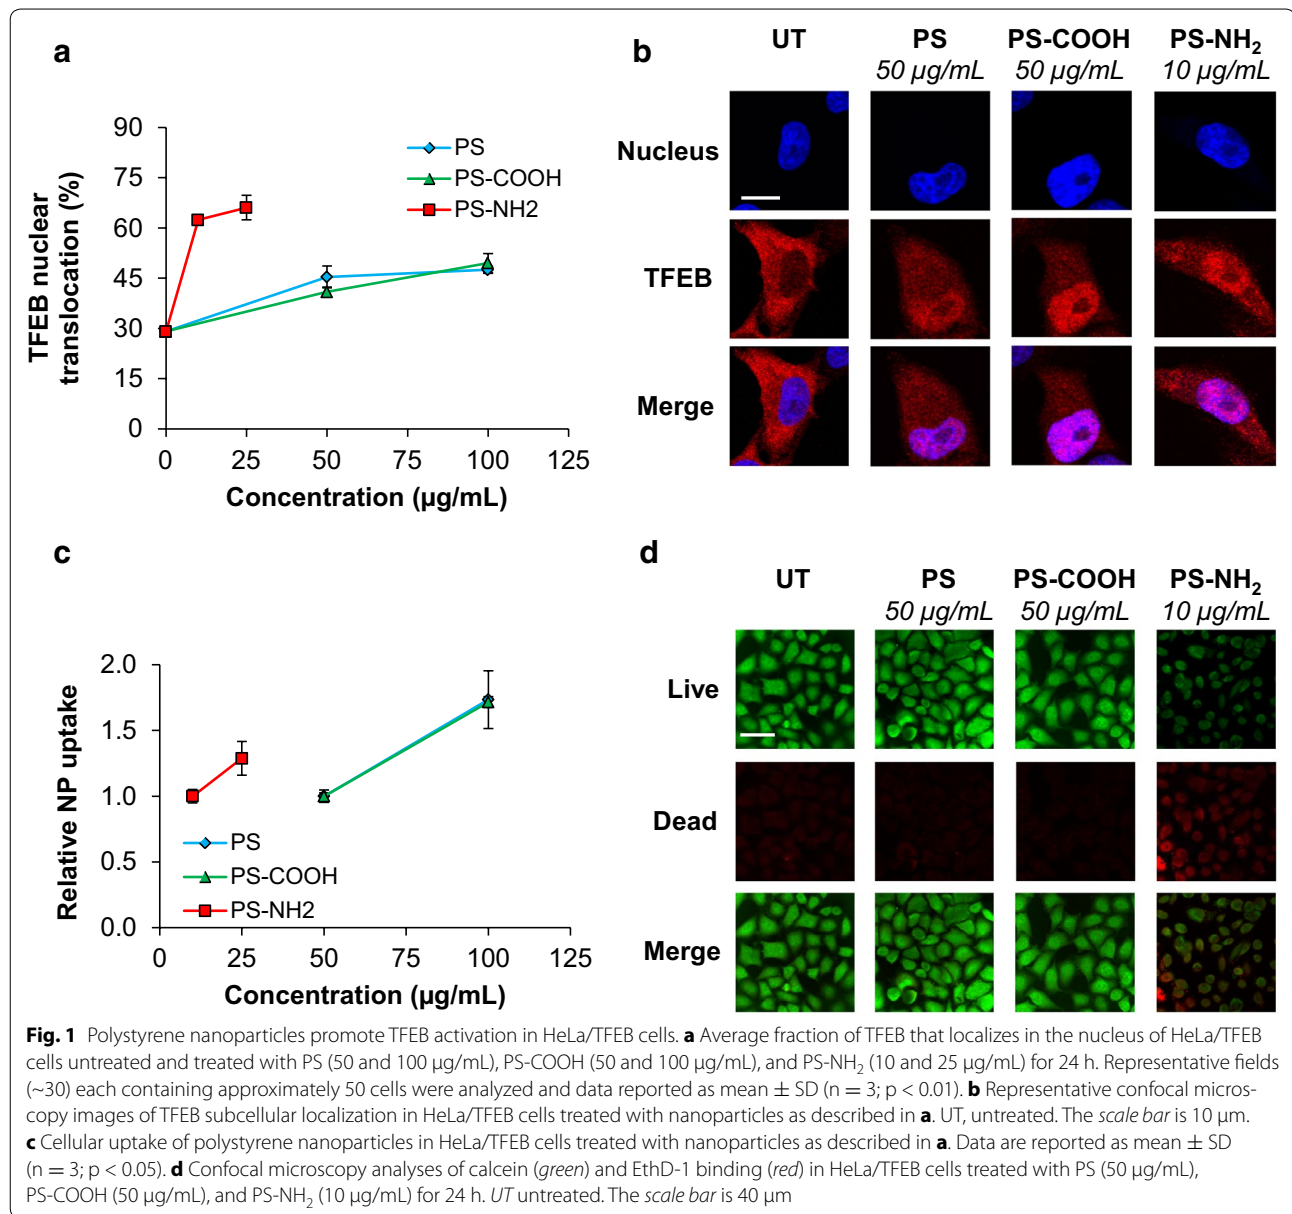 a
TFEB nuclear
translocation (%)
90
75
60
45
30
15
0
PS
PS-COOH
PS-NH2
0 25 50 75 100 125
Concentration (µg/mL)
b
UT PS PS-COOH PS-NH₂
50 µg/mL 50 µg/mL 10 µg/mL
Nucleus
TFEB
Merge
c
Relative NP uptake
2.0
1.5
1.0
0.5
0.0
PS
PS-COOH
PS-NH2
0 25 50 75 100 125
Concentration (µg/mL)
d
UT PS PS-COOH PS-NH₂
50 µg/mL 50 µg/mL 10 µg/mL
Live
Dead
Merge
Fig. 1 Polystyrene nanoparticles promote TFEB activation in HeLa/TFEB cells. a Average fraction of TFEB that localizes in the nucleus of HeLa/TFEB
cells untreated and treated with PS (50 and 100 µg/mL), PS-COOH (50 and 100 µg/mL), and PS-NH₂ (10 and 25 µg/mL) for 24 h. Representative fields
(~30) each containing approximately 50 cells were analyzed and data reported as mean ± SD (n = 3; p < 0.01). b Representative confocal micros-
copy images of TFEB subcellular localization in HeLa/TFEB cells treated with nanoparticles as described in a. UT, untreated. The scale bar is 10 µm.
c Cellular uptake of polystyrene nanoparticles in HeLa/TFEB cells treated with nanoparticles as described in a. Data are reported as mean ± SD
(n = 3; p < 0.05). d Confocal microscopy analyses of calcein (green) and EthD-1 binding (red) in HeLa/TFEB cells treated with PS (50 µg/mL),
PS-COOH (50 µg/mL), and PS-NH₂ (10 µg/mL) for 24 h. UT untreated. The scale bar is 40 µm